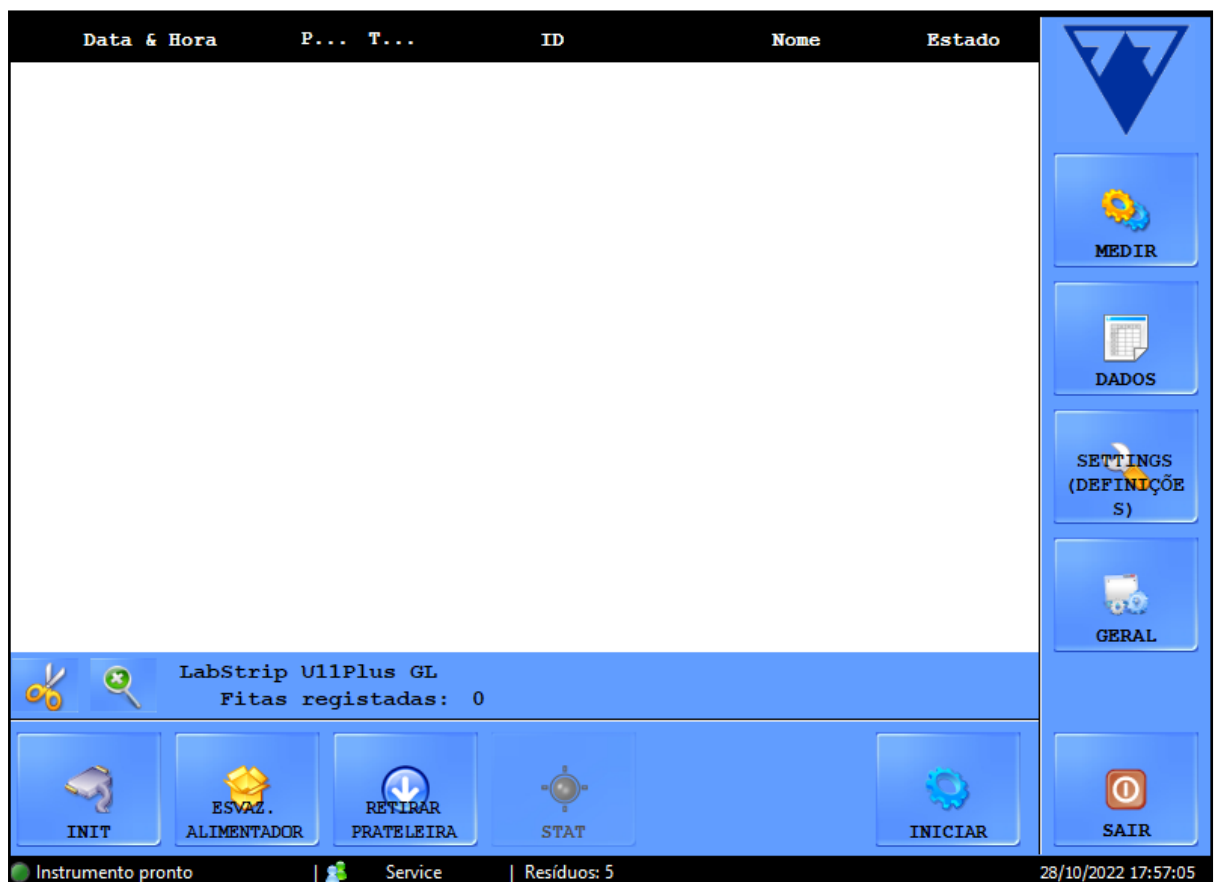 Data & Hora P... T... ID Nome Estado
MEDIR
DADOS
SETTINGS
(DEFINIÇÕE
S)
GERAL
LabStrip U11Plus GL
Fitas registadas: 0
INIT
ESVAZ.
ALIMENTADOR
RETIRAR
PRATELEIRA
STAT
INICIAR
SAIR
Instrumento pronto | Service | Resíduos: 5 28/10/2022 17:57:05